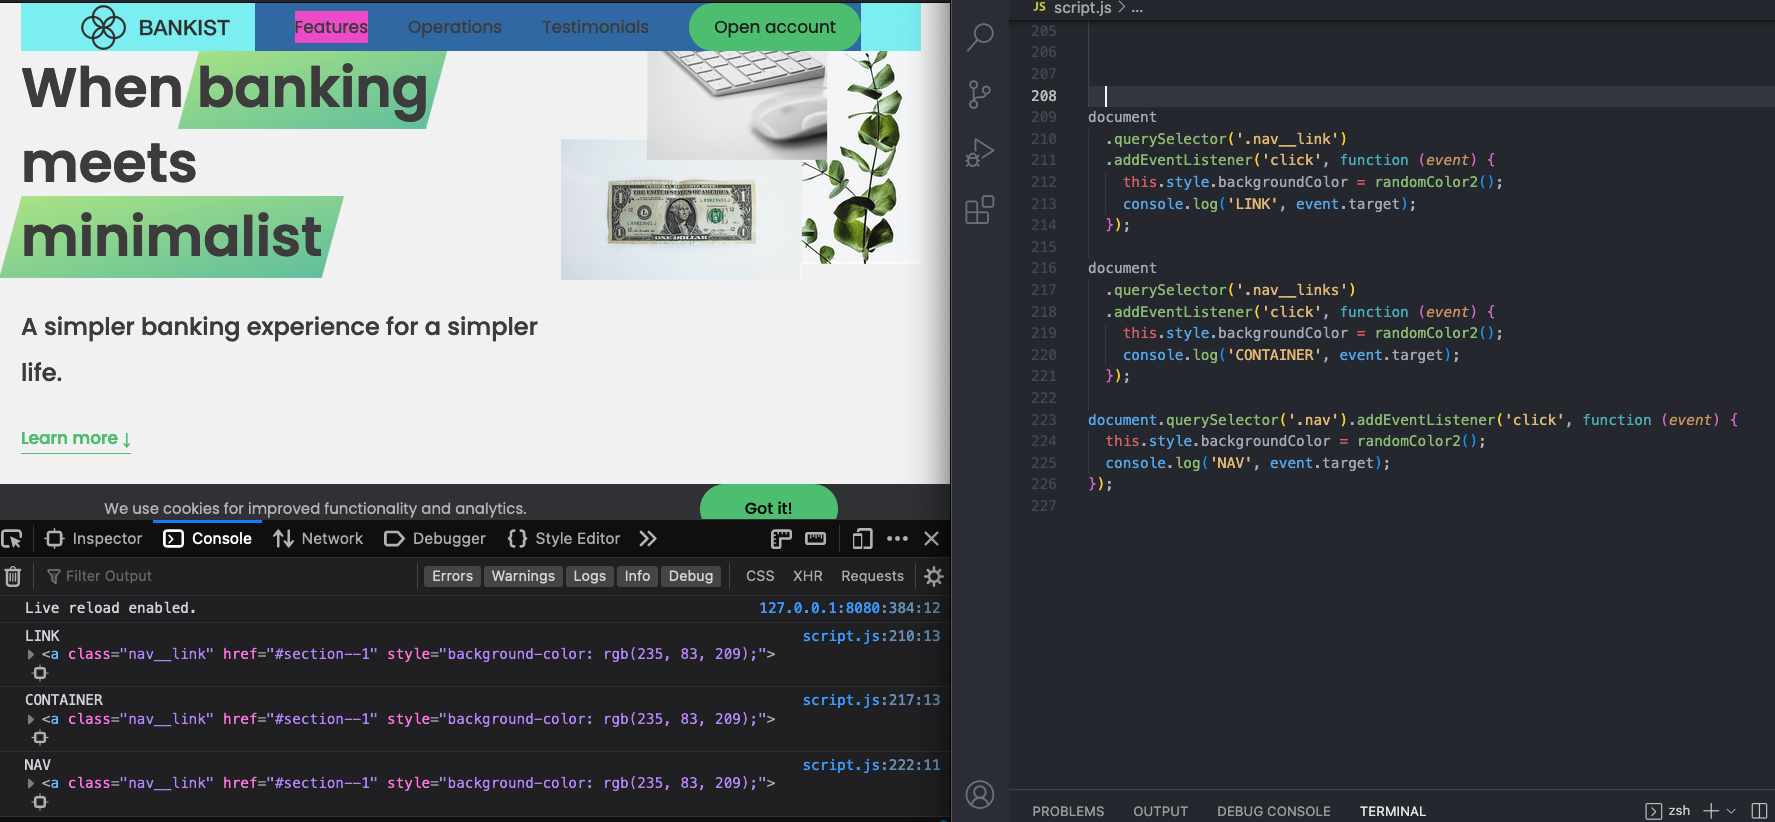 BANKIST
Features
Operations
Testimonials
Open account
When banking
meets
minimalist
A simpler banking experience for a simpler
life.
Learn more ↓
We use cookies for improved functionality and analytics.
Got it!
Inspector
Console
Network
Debugger
{} Style Editor
Filter Output
Errors
Warnings
Logs
Info
Debug
CSS
XHR
Requests
Live reload enabled. 127.0.0.1:8080:384:12
LINK script.js:210:13
<a class="nav__link" href="#section--1" style="background-color: rgb(235, 83, 209);">
CONTAINER script.js:217:13
<a class="nav__link" href="#section--1" style="background-color: rgb(235, 83, 209);">
NAV script.js:222:11
<a class="nav__link" href="#section--1" style="background-color: rgb(235, 83, 209);">
JS script.js > ...
205
206
207
208
209 document
210 .querySelector('.nav__link')
211 .addEventListener('click', function (event) {
212 this.style.backgroundColor = randomColor2();
213 console.log('LINK', event.target);
214 });
215
216 document
217 .querySelector('.nav__links')
218 .addEventListener('click', function (event) {
219 this.style.backgroundColor = randomColor2();
220 console.log('CONTAINER', event.target);
221 });
222
223 document.querySelector('.nav').addEventListener('click', function (event) {
224 this.style.backgroundColor = randomColor2();
225 console.log('NAV', event.target);
226 });
227
PROBLEMS
OUTPUT
DEBUG CONSOLE
TERMINAL
zsh